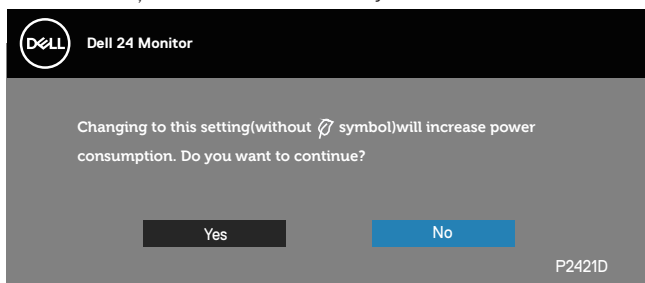 DELL
Dell 24 Monitor
Changing to this setting(without symbol)will increase power
consumption. Do you want to continue?
Yes
No
P2421D